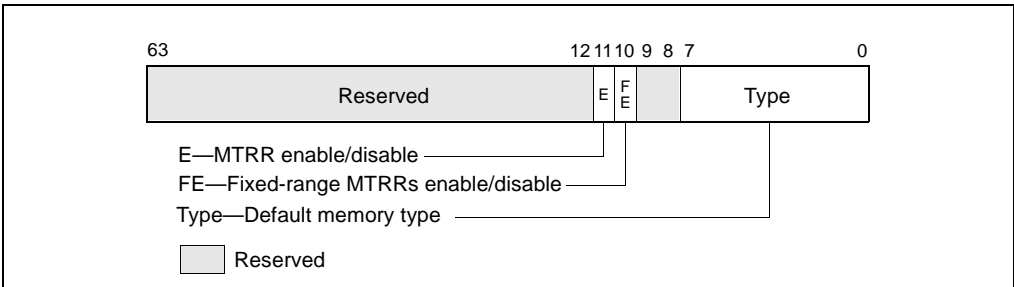 63 12 11 10 9 8 7 0
Reserved E F E Type
E—MTRR enable/disable
FE—Fixed-range MTRRs enable/disable
Type—Default memory type
Reserved